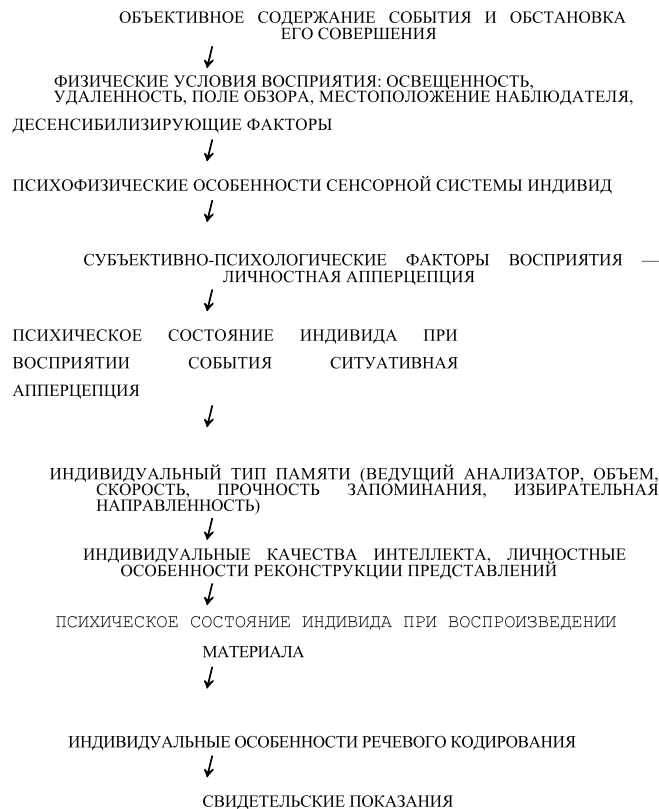 ОБЪЕКТИВНОЕ СОДЕРЖАНИЕ СОБЫТИЯ И ОБСТАНОВКА
ЕГО СОВЕРШЕНИЯ
ФИЗИЧЕСКИЕ УСЛОВИЯ ВОСПРИЯТИЯ: ОСВЕЩЕННОСТЬ,
УДАЛЕННОСТЬ, ПОЛЕ ОБЗОРА, МЕСТОПОЛОЖЕНИЕ НАБЛЮДАТЕЛЯ,
ДЕСЕНСИБИЛИЗИРУЮЩИЕ ФАКТОРЫ
ПСИХОФИЗИЧЕСКИЕ ОСОБЕННОСТИ СЕНСОРНОЙ СИСТЕМЫ ИНДИВИД
СУБЪЕКТИВНО-ПСИХОЛОГИЧЕСКИЕ ФАКТОРЫ ВОСПРИЯТИЯ —
ЛИЧНОСТНАЯ АППЕРЦЕПЦИЯ
ПСИХИЧЕСКОЕ СОСТОЯНИЕ ИНДИВИДА ПРИ
ВОСПРИЯТИИ СОБЫТИЯ СИТУАТИВНАЯ
АППЕРЦЕПЦИЯ
ИНДИВИДУАЛЬНЫЙ ТИП ПАМЯТИ (ВЕДУЩИЙ АНАЛИЗАТОР, ОБЪЕМ,
СКОРОСТЬ, ПРОЧНОСТЬ ЗАПОМИНАНИЯ, ИЗБИРАТЕЛЬНАЯ
НАПРАВЛЕННОСТЬ)
ИНДИВИДУАЛЬНЫЕ КАЧЕСТВА ИНТЕЛЛЕКТА, ЛИЧНОСТНЫЕ
ОСОБЕННОСТИ РЕКОНСТРУКЦИИ ПРЕДСТАВЛЕНИЙ
ПСИХИЧЕСКОЕ СОСТОЯНИЕ ИНДИВИДА ПРИ ВОСПРОИЗВЕДЕНИИ
МАТЕРИАЛА
ИНДИВИДУАЛЬНЫЕ ОСОБЕННОСТИ РЕЧЕВОГО КОДИРОВАНИЯ
СВИДЕТЕЛЬСКИЕ ПОКАЗАНИЯ